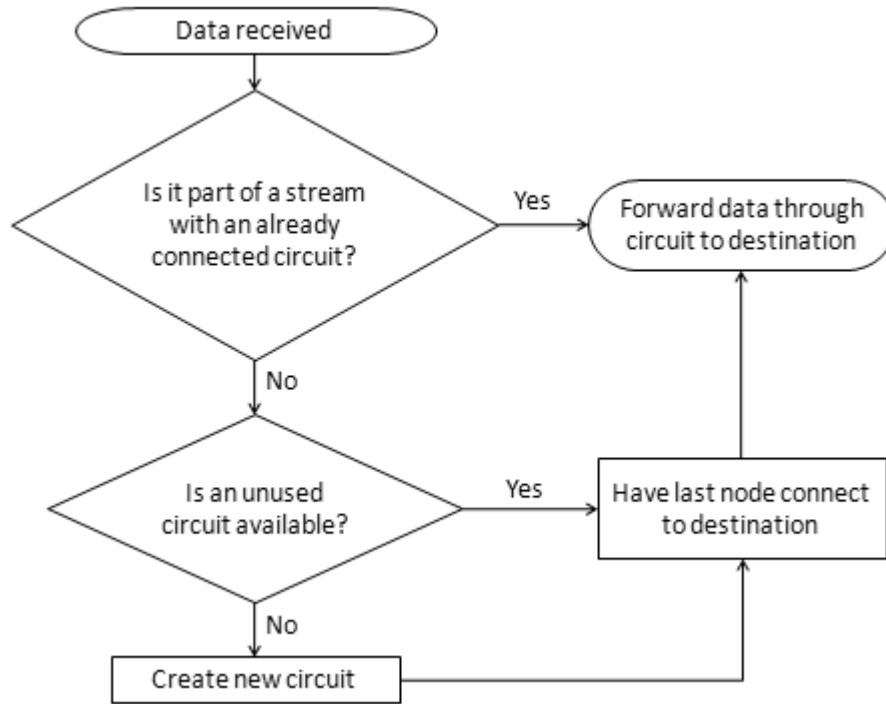 Data received
Is it part of a stream
with an already
connected circuit?
Yes
Forward data through
circuit to destination
No
Is an unused
circuit available?
Yes
Have last node connect
to destination
No
Create new circuit